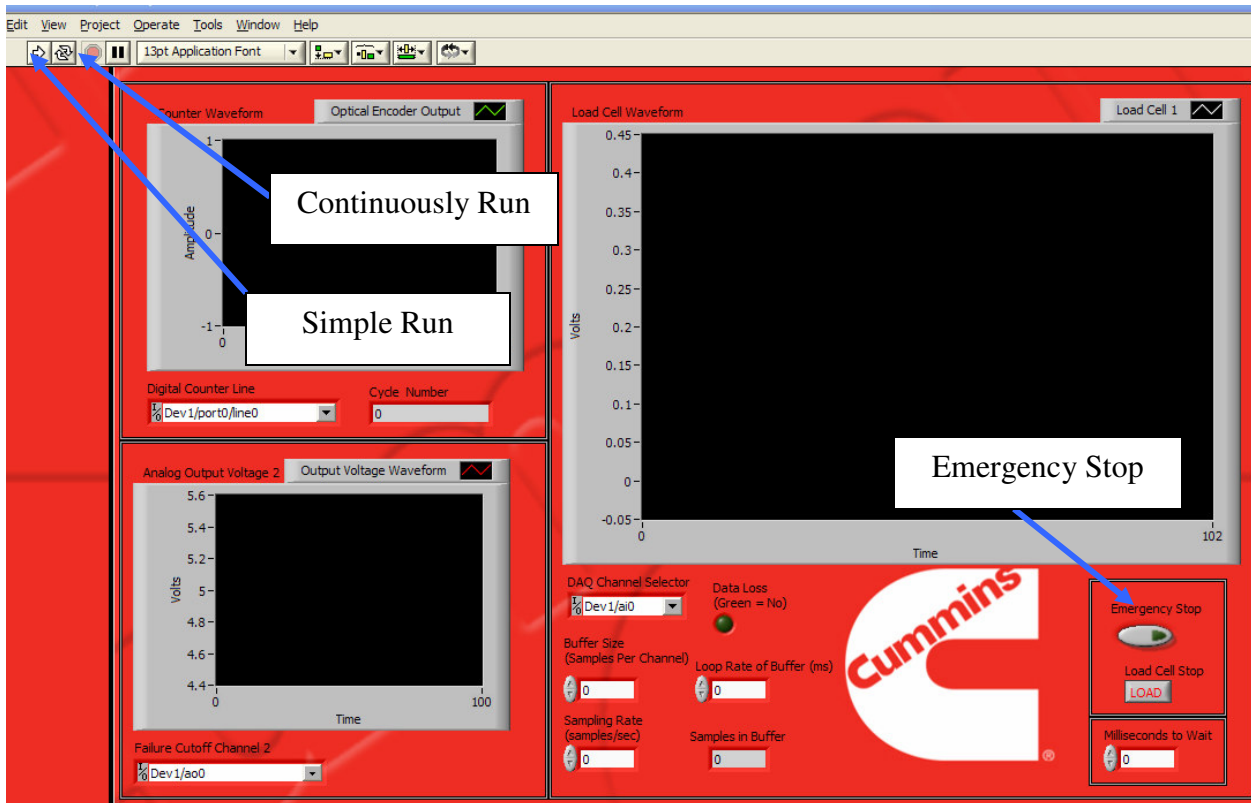 Edit View Project Operate Tools Window Help
13pt Application Font
Counter Waveform
Optical Encoder Output
1
0
-1
Amplitude
0
Continuously Run
Simple Run
Digital Counter Line
Dev1/port0/line0
Cycle Number
0
Analog Output Voltage 2
Output Voltage Waveform
5.6
5.4
5.2
5
4.8
4.6
4.4
Volts
0
100
Time
Failure Cutoff Channel 2
Dev1/ao0
Load Cell Waveform
Load Cell 1
0.45
0.4
0.35
0.3
0.25
0.2
0.15
0.1
0.05
0
-0.05
Volts
0
102
Time
Emergency Stop
DAQ Channel Selector
Dev1/ai0
Data Loss
(Green = No)
Buffer Size
(Samples Per Channel)
0
Loop Rate of Buffer (ms)
0
Sampling Rate
(samples/sec)
0
Samples in Buffer
0
Cummins
®
Emergency Stop
Load Cell Stop
LOAD
Milliseconds to Wait
0